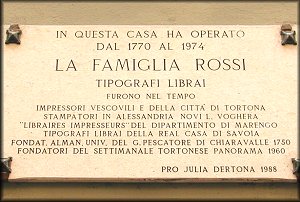 IN QUESTA CASA HA OPERATO
DAL 1770 AL 1974
LA FAMIGLIA ROSSI
TIPOGRAFI LIBRAI
FURONO NEL TEMPO
IMPRESSORI VESCOVILI E DELLA CITTA' DI TORTONA
STAMPATORI IN ALESSANDRIA NOVI L., VOGHERA
"LIBRAIRES IMPRESSEURS" DEL DIPARTIMENTO DI MARENGO
TIPOGRAFI LIBRAI DELLA REAL CASA DI SAVOIA
FONDAT. ALMAN. UNIV. DEL G. PESCATORE DI CHIARAVALLE 1750
FONDATORI DEL SETTIMANALE TORTONESE PANORAMA 1960
PRO JULIA DERTONA 1988